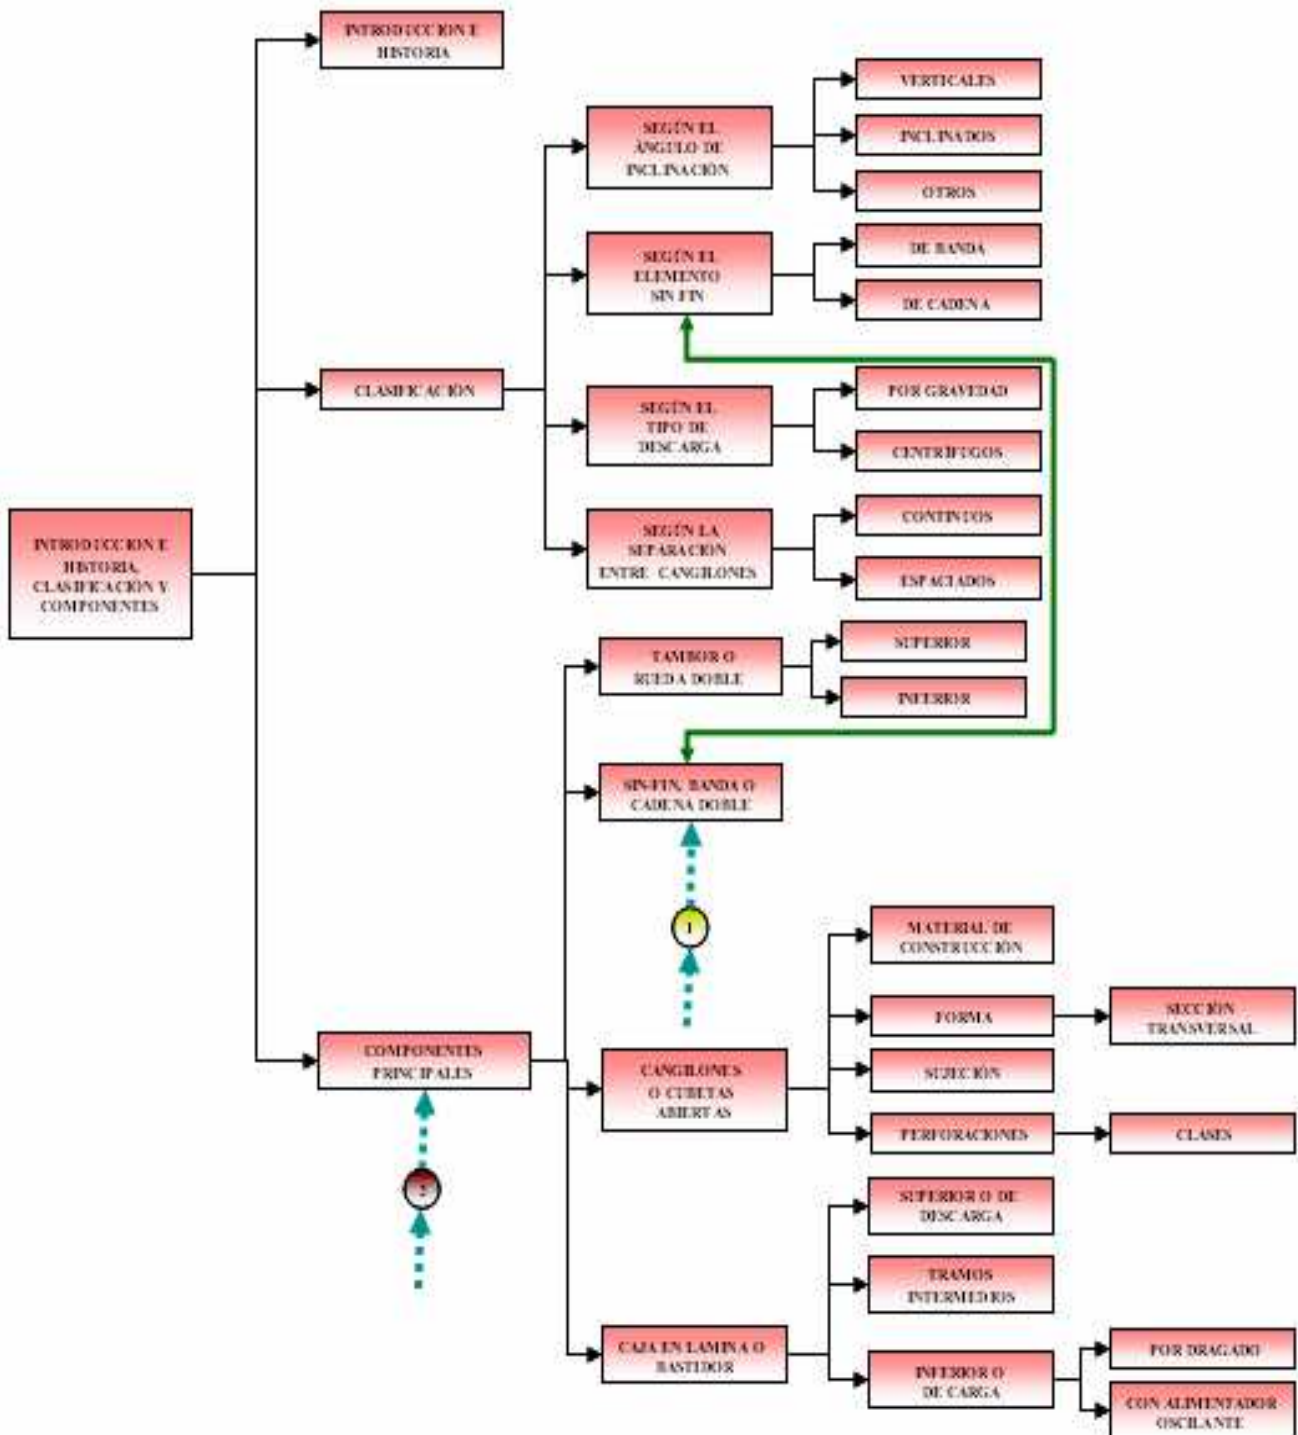 INTRODUCCION E
HISTORIA
VERTICALES
SEGÚN EL
ÁNGULO DE
INCLINACIÓN
INCLINADOS
OTROS
SEGÚN EL
ELEMENTO
SIN FIN
DE BANDA
DE CADENA
CLASIFICACIÓN
SEGÚN EL
TIPO DE
DESCARGA
POR GRAVEDAD
CENTRÍFUGOS
SEGÚN LA
SEPARACIÓN
ENTRE CANGILONES
CONTINUOS
ESPACIADOS
INTRODUCCION E
HISTORIA,
CLASIFICACION Y
COMPONENTES
TAMBOR O
RUEDA DOBLE
SUPERIOR
INFERIOR
SIN-FIN, BANDA O
CADENA DOBLE
1
MATERIAL DE
CONSTRUCCIÓN
FORMA
SECCIÓN
TRANSVERSAL
COMPONENTES
PRINCIPALES
CANGILONES
O CUBETAS
ABIERTAS
SUJECIÓN
PERFORACIONES
CLASES
2
SUPERIOR O DE
DESCARGA
TRAMOS
INTERMEDIOS
CAJA EN LAMINA O
BASTIDOR
INFERIOR O
DE CARGA
POR DRAGADO
CON ALIMENTADOR
OSCILANTE